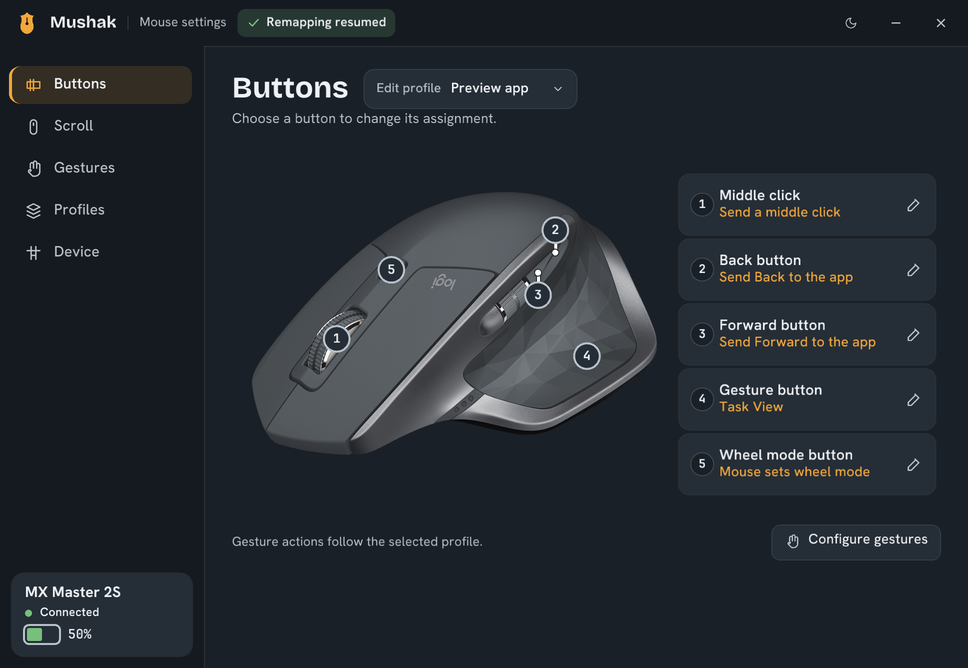 Mushak
Mouse settings
Remapping resumed
Buttons
Scroll
Gestures
Profiles
Device
MX Master 2S
Connected
50%
Buttons
Edit profile Preview app
Choose a button to change its assignment.
logi
1
2
3
4
5
1
Middle click
Send a middle click
2
Back button
Send Back to the app
3
Forward button
Send Forward to the app
4
Gesture button
Task View
5
Wheel mode button
Mouse sets wheel mode
Gesture actions follow the selected profile.
Configure gestures